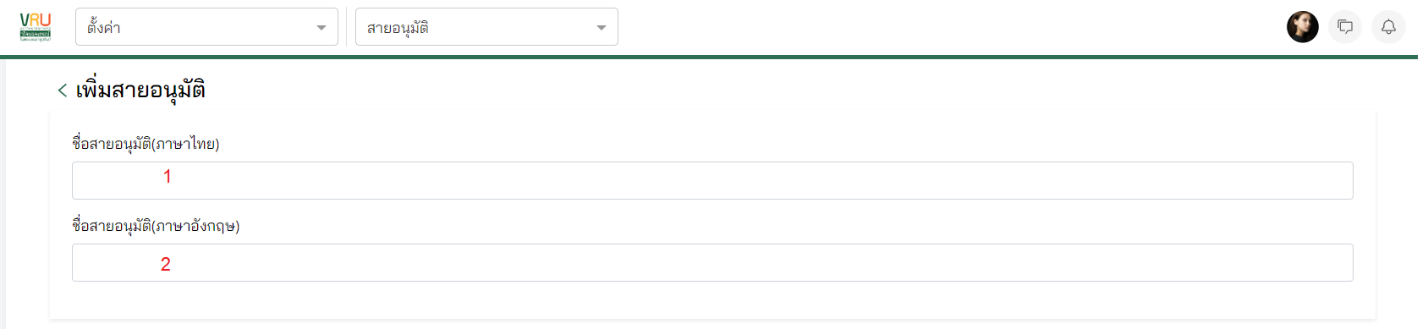 VRU
ตั้งค่า
สายอนุมัติ
เพิ่มสายอนุมัติ
ชื่อสายอนุมัติ(ภาษาไทย)
1
ชื่อสายอนุมัติ(ภาษาอังกฤษ)
2